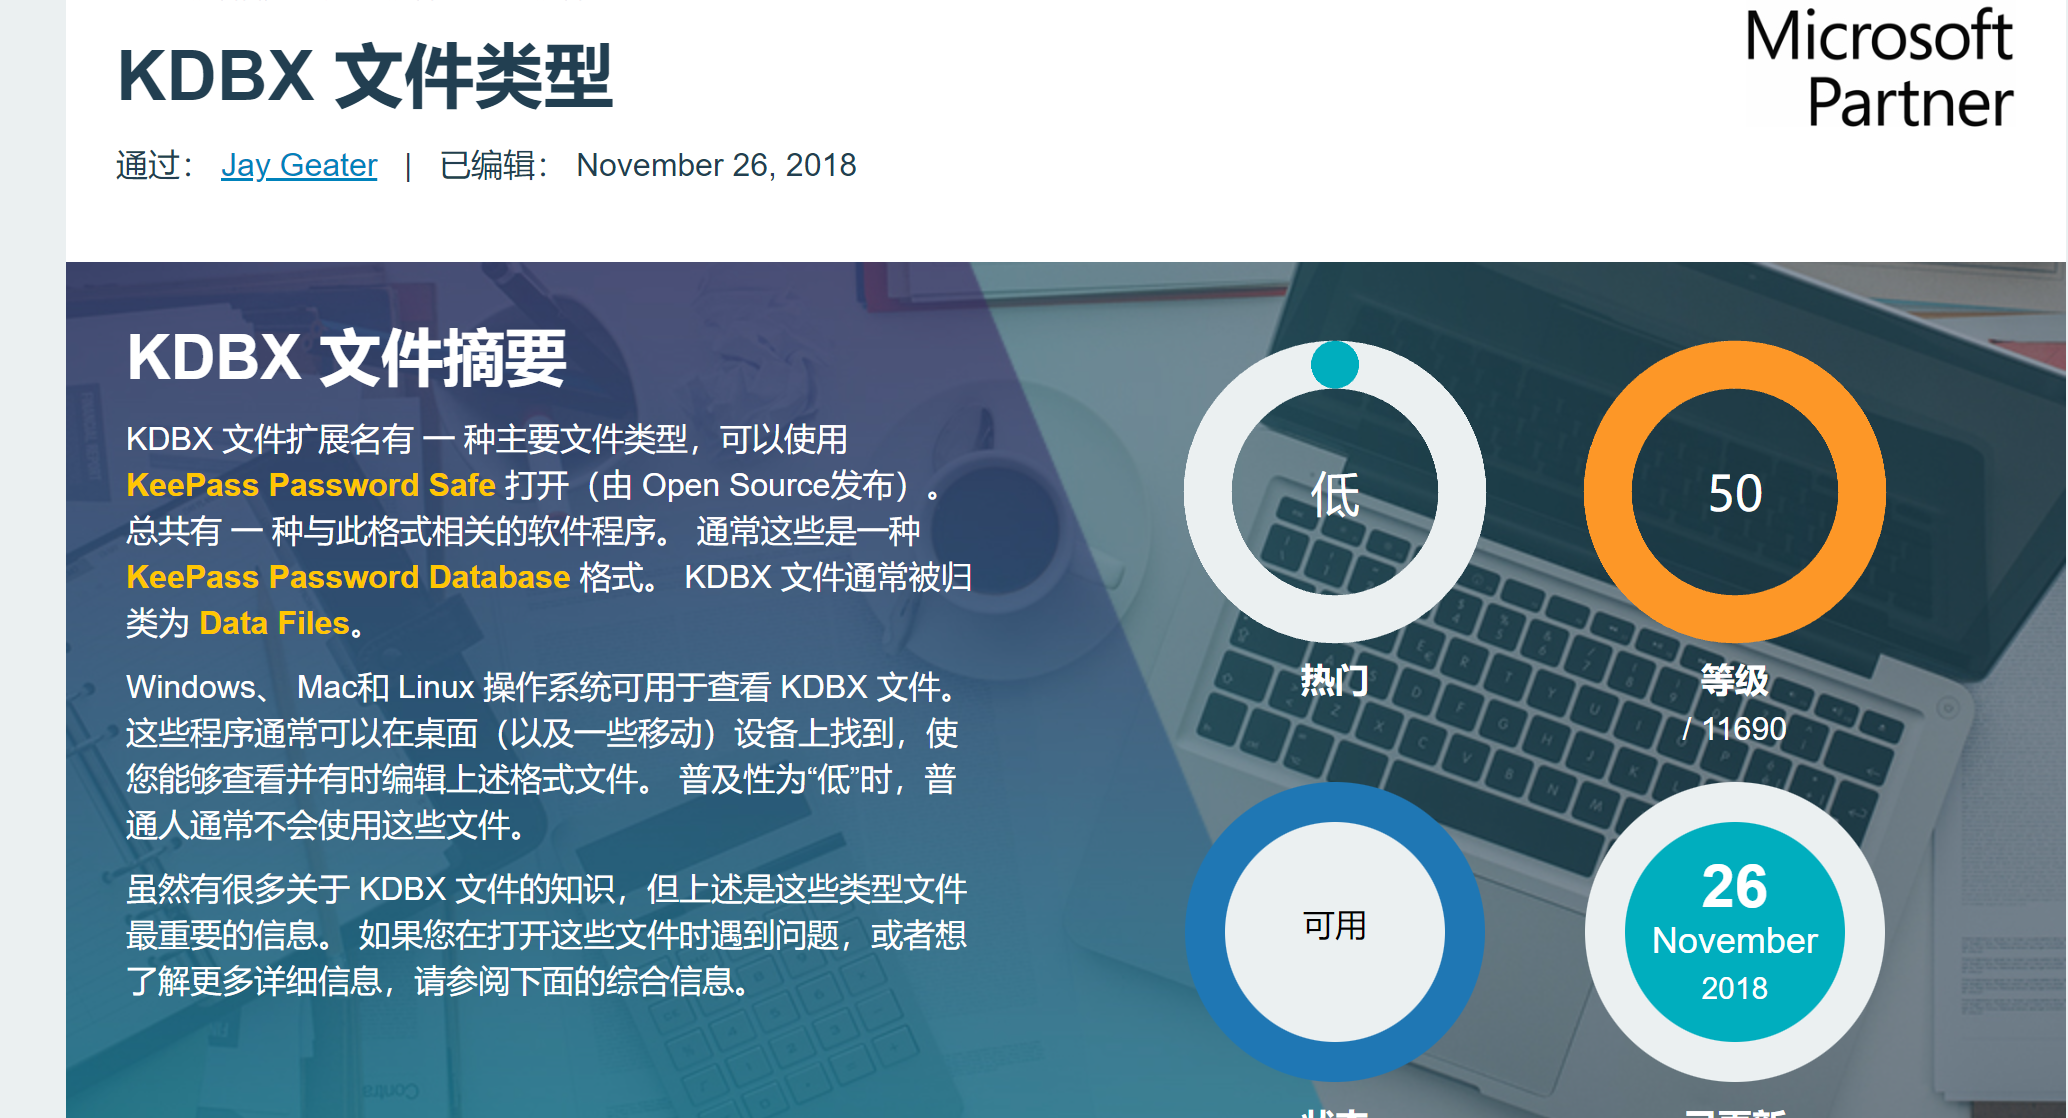 Microsoft
Partner
KDBX 文件类型
通过： Jay Geater | 已编辑： November 26, 2018
KDBX 文件摘要
KDBX 文件扩展名有 一 种主要文件类型，可以使用
KeePass Password Safe 打开（由 Open Source发布）。
总共有 一 种与此格式相关的软件程序。 通常这些是一种
KeePass Password Database 格式。 KDBX 文件通常被归
类为 Data Files。
Windows、 Mac和 Linux 操作系统可用于查看 KDBX 文件。
这些程序通常可以在桌面（以及一些移动）设备上找到，使
您能够查看并有时编辑上述格式文件。 普及性为“低”时，普
通人通常不会使用这些文件。
虽然有很多关于 KDBX 文件的知识，但上述是这些类型文件
最重要的信息。 如果您在打开这些文件时遇到问题，或者想
了解更多详细信息，请参阅下面的综合信息。
低
热门
50
等级
/ 11690
可用
26
November
2018